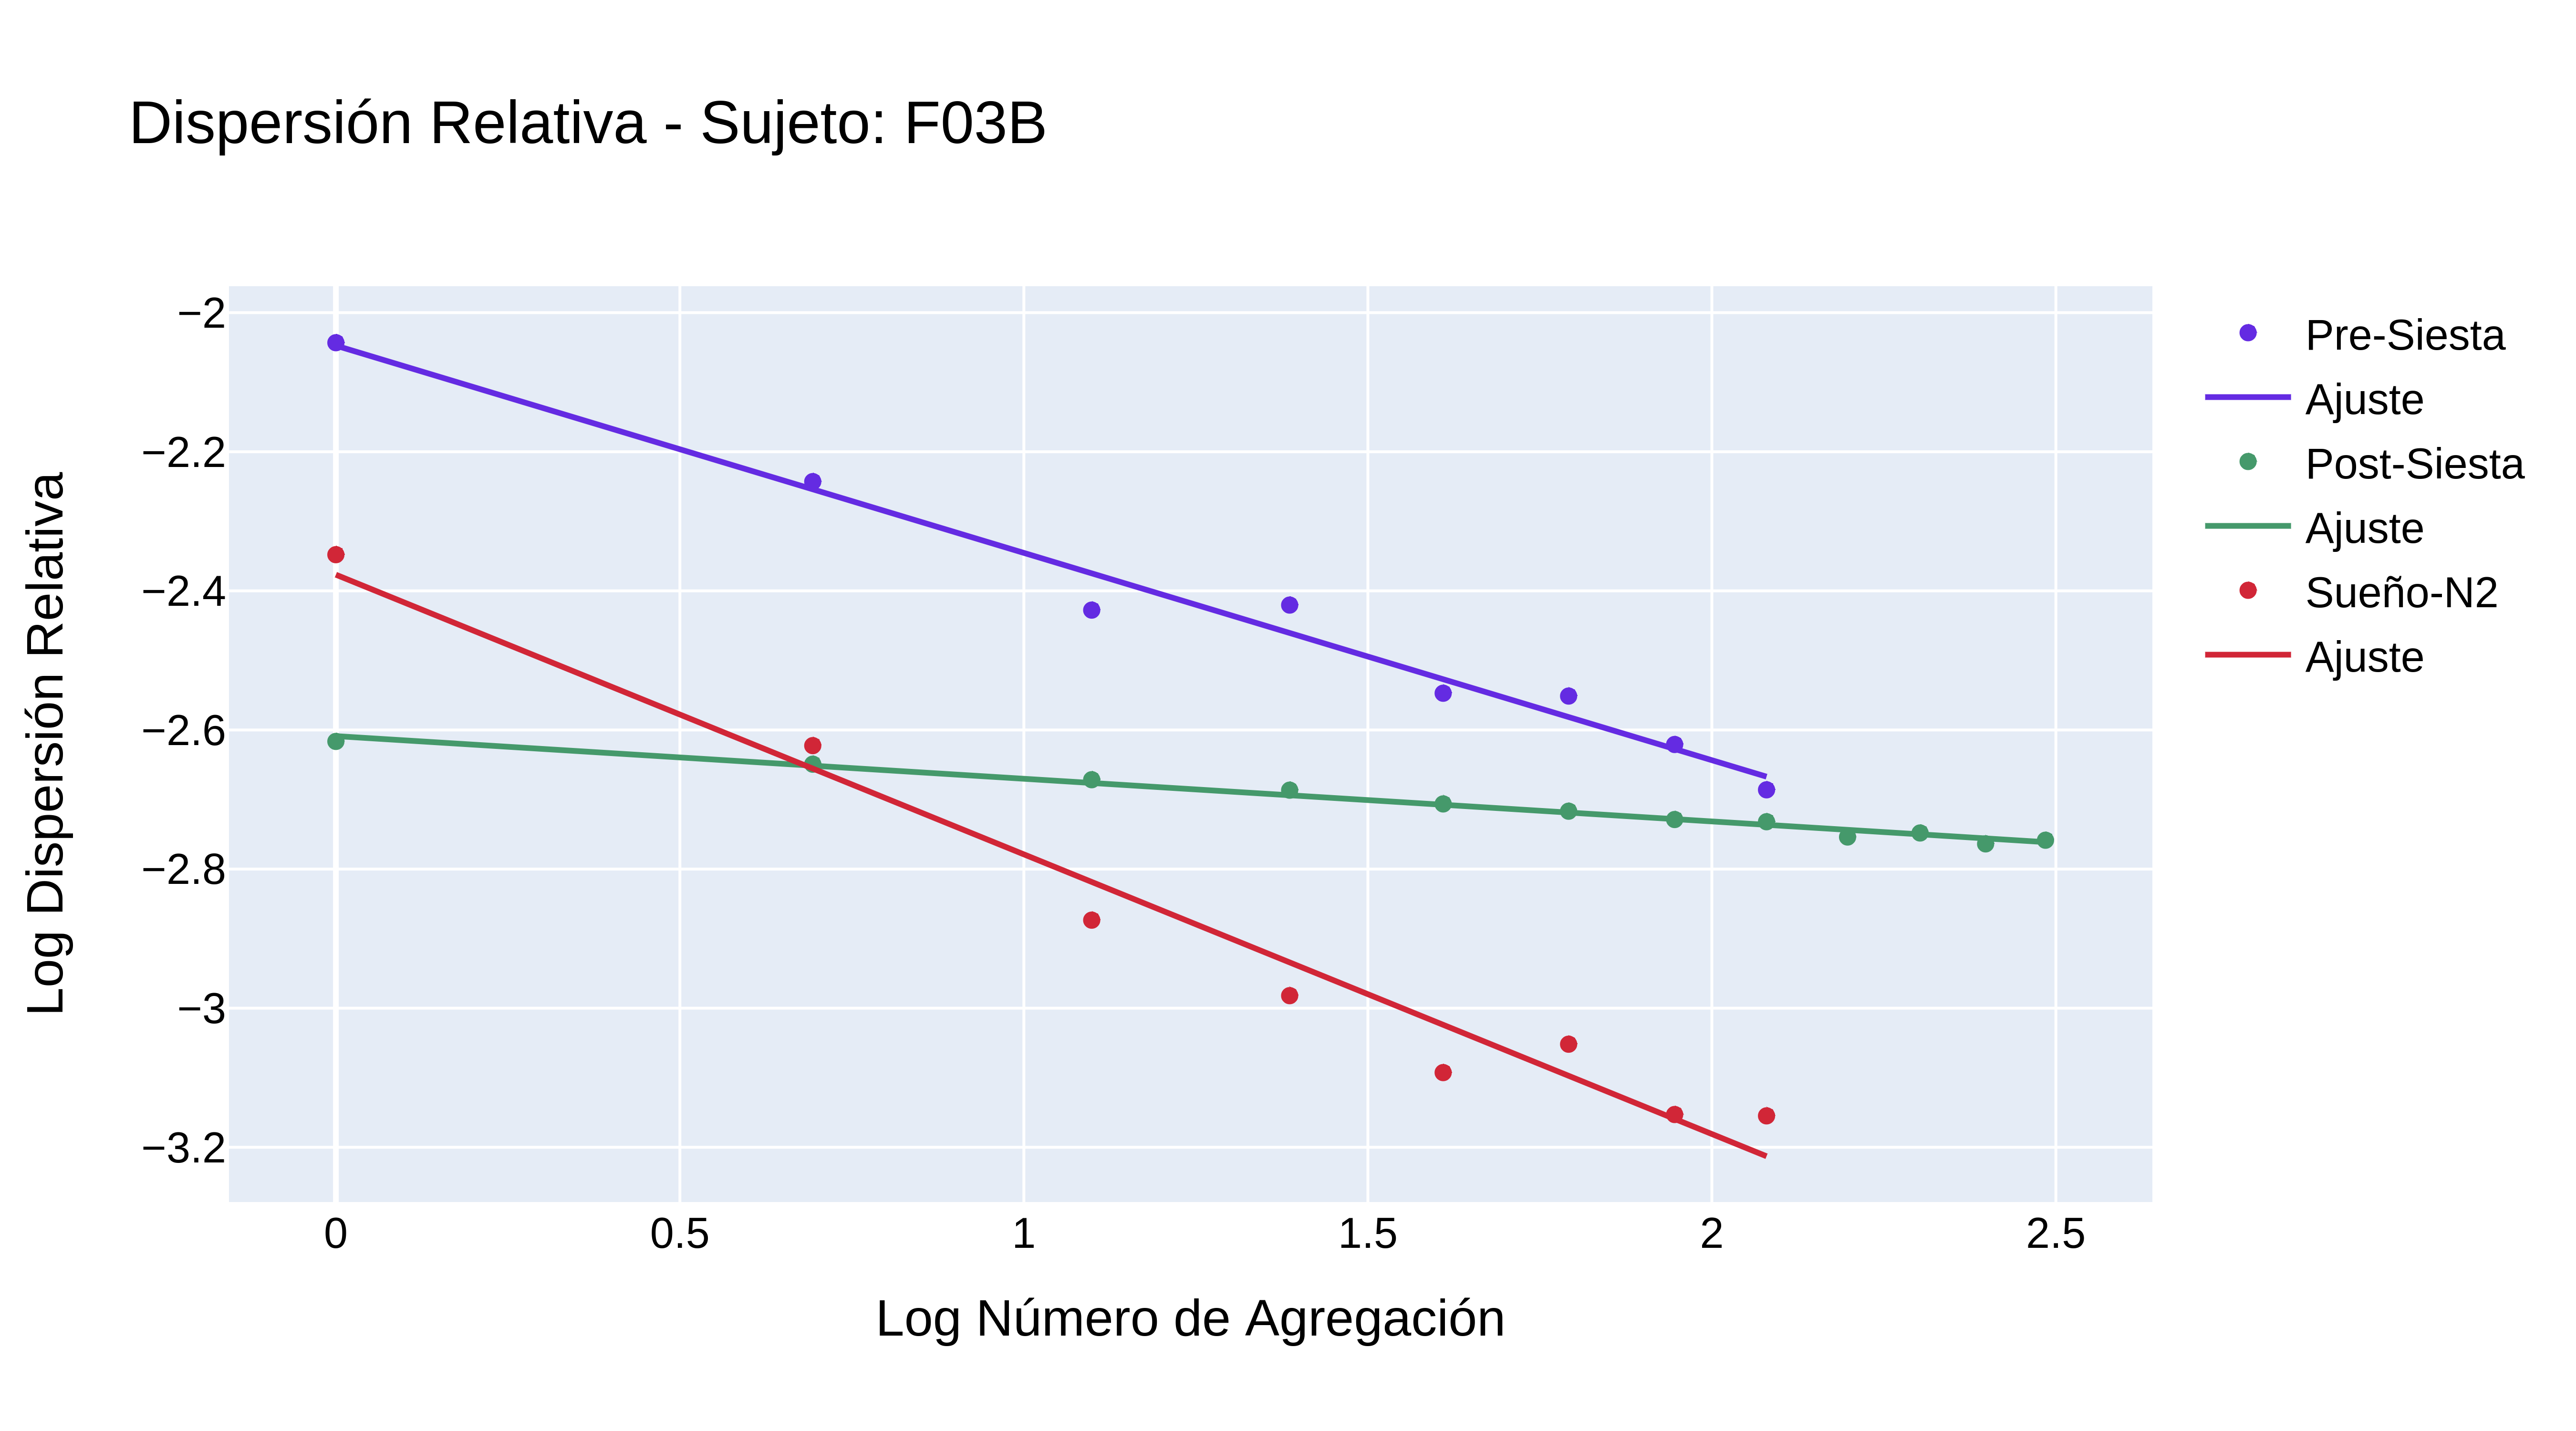 Dispersión Relativa - Sujeto: F03B
Log Dispersión Relativa
−2
−2.2
−2.4
−2.6
−2.8
−3
−3.2
0
0.5
1
1.5
2
2.5
Log Número de Agregación
Pre-Siesta
Ajuste
Post-Siesta
Ajuste
Sueño-N2
Ajuste